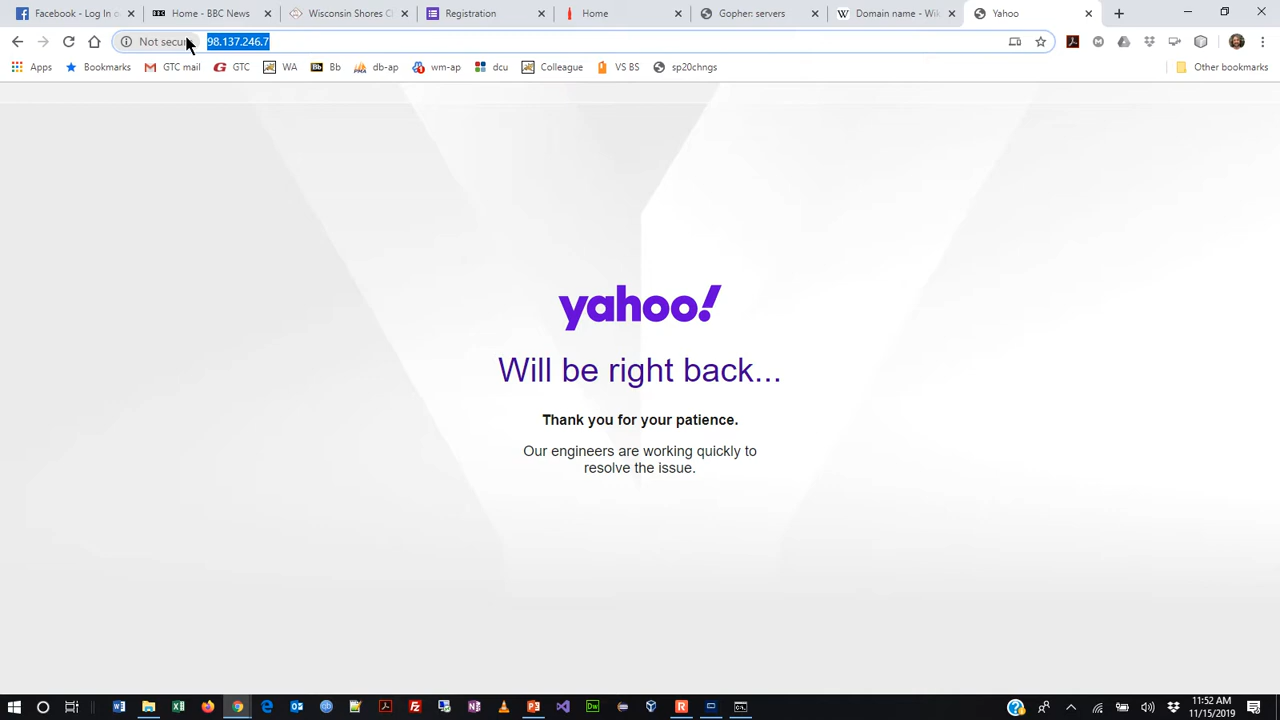 Facebook - Log In o
Home - BBC News
Wisconsin Shores Cl
Registration
Home
Gopher: servers
Domain name - Wik
Yahoo
Not secure
98.137.246.7
Apps
Bookmarks
GTC mail
GTC
WA
Bb
db-ap
wm-ap
dcu
Colleague
VS BS
sp20chngs
Other bookmarks
yahoo!
Will be right back...
Thank you for your patience.
Our engineers are working quickly to
resolve the issue.
11:52 AM
11/15/2019